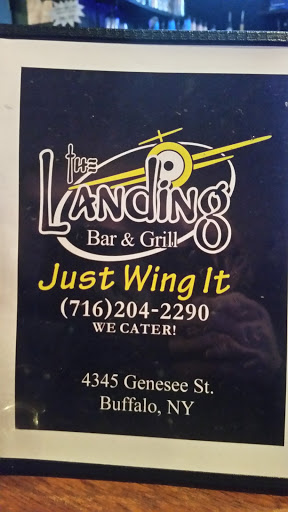 the
Landing
Bar & Grill
Just Wing It
(716)204-2290
WE CATER!
4345 Genesee St.
Buffalo, NY